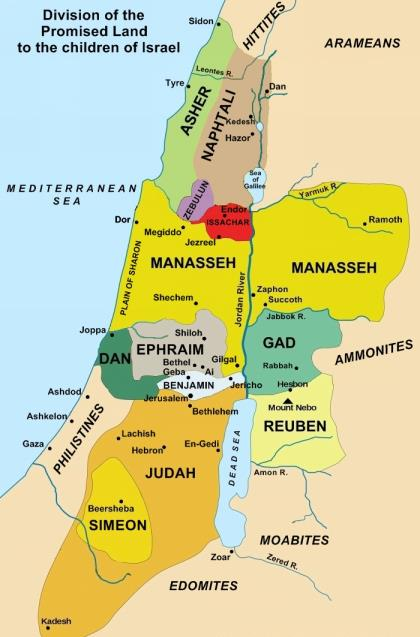 Division of the
Promised Land
to the children of Israel
Sidon
HITTITES
ARAMEANS
Leontes R.
Tyre
Dan
ASHER
NAPHTALI
Kedesh
Hazor
Sea
of
Galilee
MEDITERRANEAN
SEA
ZEBULUN
Yarmuk R.
Endor
ISSACHAR
Dor
Megiddo
Ramoth
Jezreel
PLAIN OF SHARON
MANASSEH
MANASSEH
Jordan River
Zaphon
Shechem
Succoth
Jabbok R.
Joppa
Shiloh
DAN
EPHRAIM
GAD
AMMONITES
Bethel
Gilgal
Rabbah
Geba
Ai
BENJAMIN
Jericho
Hesbon
Ashdod
Jerusalem
Mount Nebo
Bethlehem
Ashkelon
REUBEN
PHILISTINES
Lachish
Gaza
Hebron
En-Gedi
DEAD SEA
JUDAH
Amon R.
Beersheba
SIMEON
MOABITES
Zoar
Zered R.
EDOMITES
Kadesh